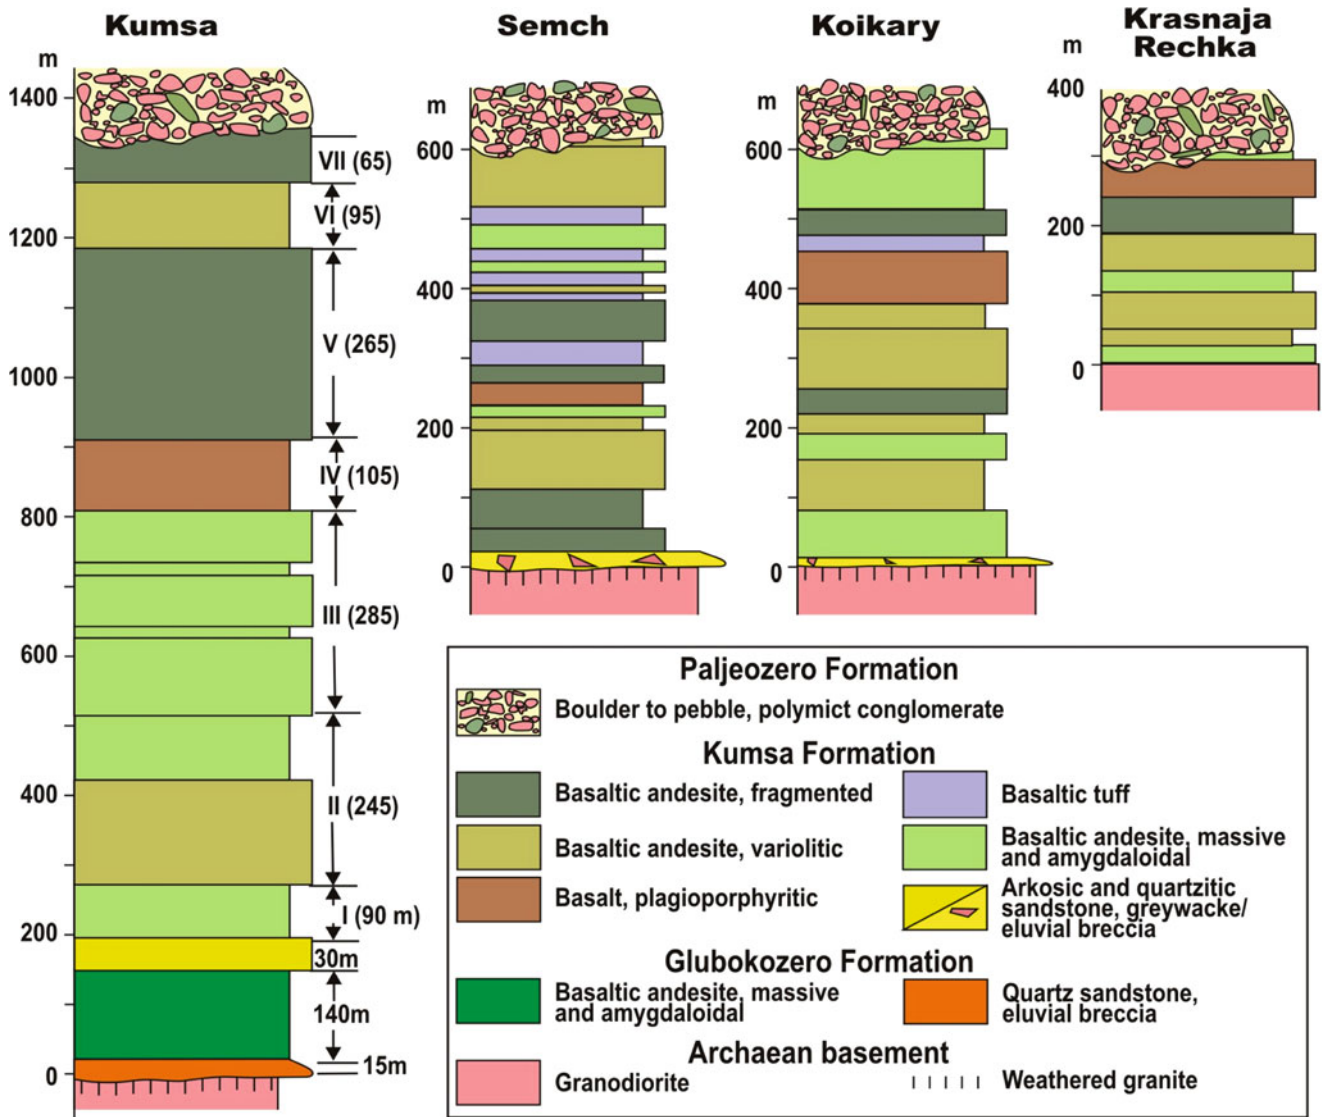 Kumsa
m
1400
1200
1000
800
600
400
200
0
VII (65)
VI (95)
V (265)
IV (105)
III (285)
II (245)
I (90 m)
30m
140m
15m
Semch
m
600
400
200
0
Koikary
m
600
400
200
0
Krasnaja
Rechka
m
400
200
0
Paljeozero Formation
Boulder to pebble, polymict conglomerate
Kumsa Formation
Basaltic andesite, fragmented
Basaltic andesite, variolitic
Basalt, plagioporphyritic
Basaltic tuff
Basaltic andesite, massive
and amygdaloidal
Arkosic and quartzitic
sandstone, greywacke/
eluvial breccia
Glubokozero Formation
Basaltic andesite, massive
and amygdaloidal
Quartz sandstone,
eluvial breccia
Archaean basement
Granodiorite
Weathered granite